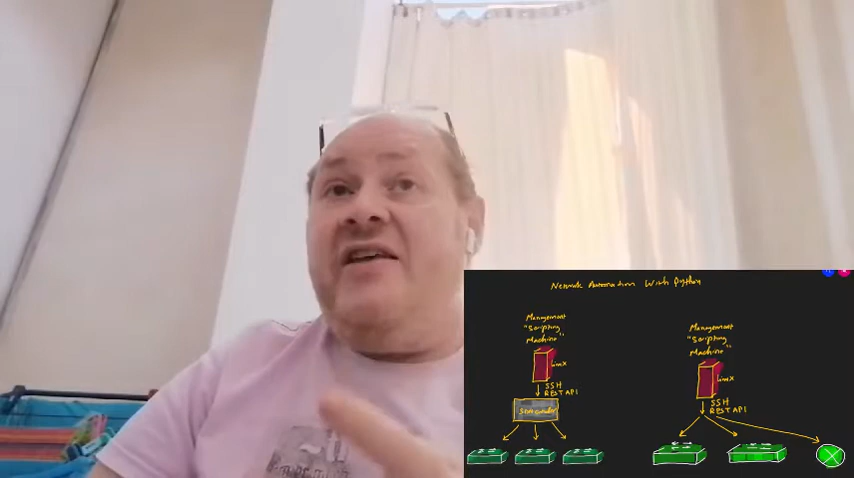 Network Automation With Python
Management
"Scripting
Machine"
Linux
SSH
REST API
Management
"Scripting
Machine"
Linux
SSH
REST API